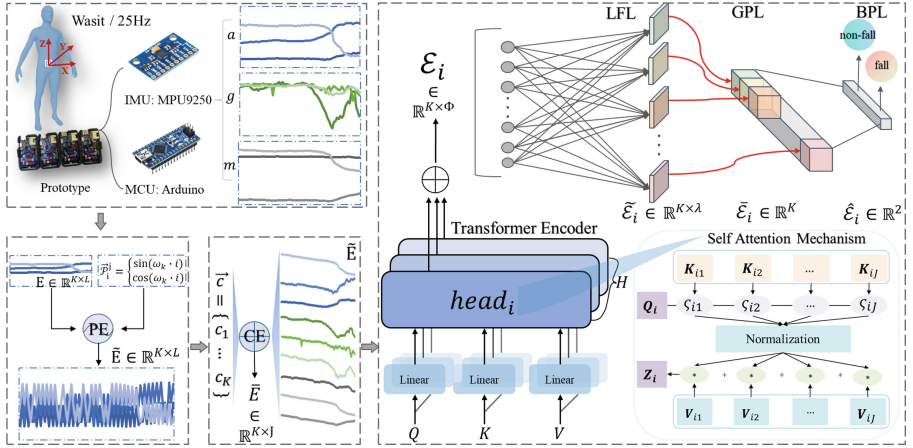 Wasit / 25Hz
Z
Y
X
IMU: MPU9250
MCU: Arduino
Prototype
a
g
m
E ∈ ℝ^{K×L}
P⃗_i^j = { sin(ω_k · i)
cos(ω_k · i) }
PE
Ẽ ∈ ℝ^{K×L}
c⃗
=
{ c_1
⋮
c_K }
CE
Ē
∈
ℝ^{K×J}
Ẽ
ℰ_i
∈
ℝ^{K×Φ}
LFL
GPL
BPL
non-fall
fall
ℰ̃_i ∈ ℝ^{K×λ}
ℰ̄_i ∈ ℝ^K
ℰ̂_i ∈ ℝ^2
Transformer Encoder
head_i
H
Linear
Linear
Linear
Q
K
V
Self Attention Mechanism
K_{i1} K_{i2} ... K_{iJ}
Q_i ς_{i1} ς_{i2} ... ς_{iJ}
Normalization
Z_i * + * + * + *
V_{i1} V_{i2} ... V_{iJ}